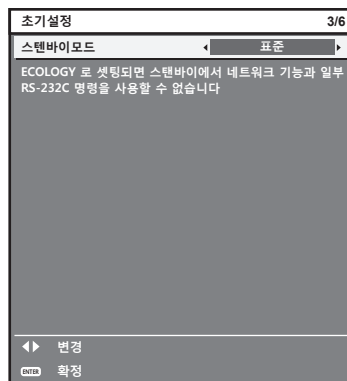 초기설정 3/6
스텐바이모드 표준
ECOLOGY 로 셋팅되면 스탠바이에서 네트워크 기능과 일부
RS-232C 명령을 사용할 수 없습니다
변경
ENTER 확정